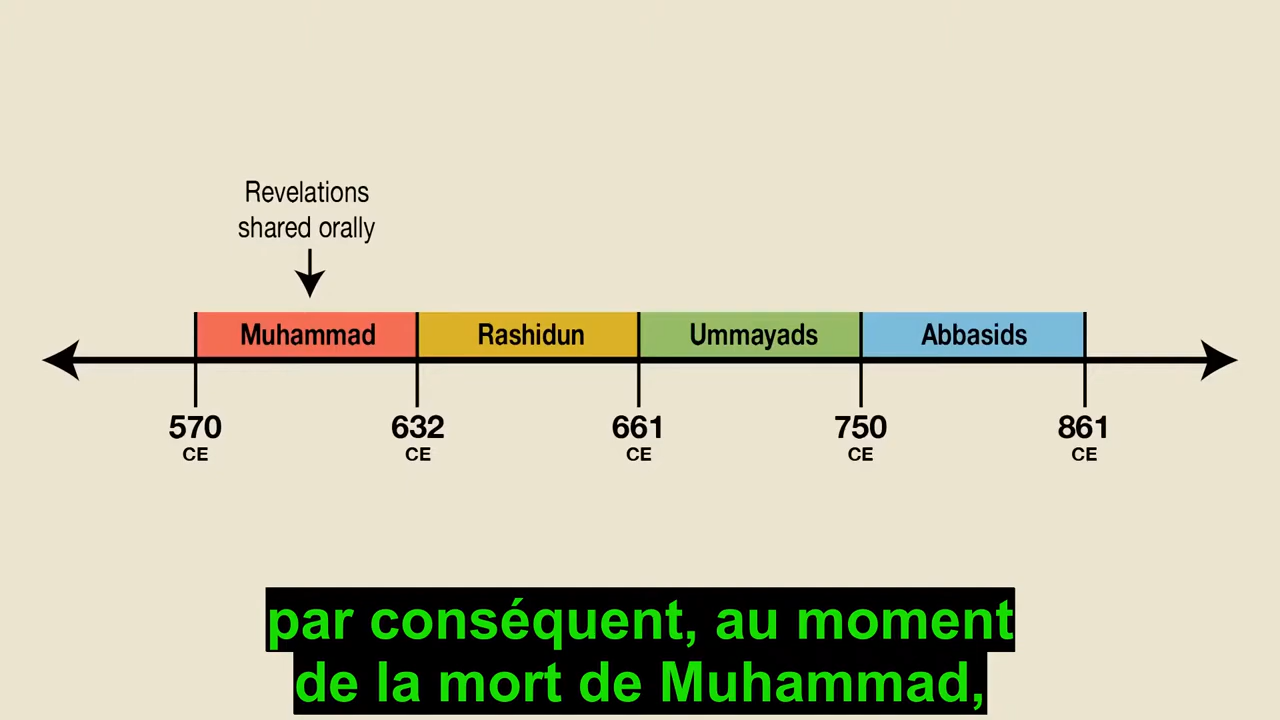 Revelations
shared orally
Muhammad
Rashidun
Ummayads
Abbasids
570
CE
632
CE
661
CE
750
CE
861
CE
par conséquent, au moment
de la mort de Muhammad,